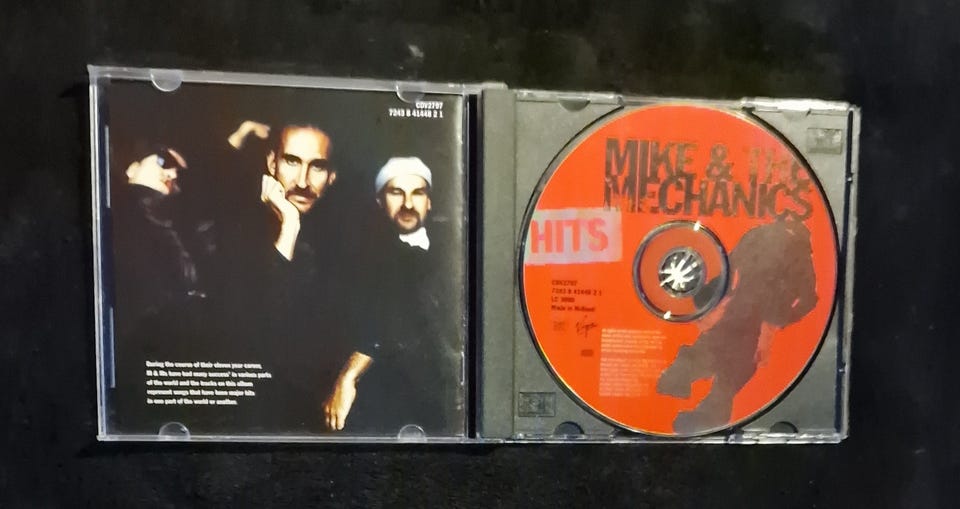 CDV2797
7243 8 41448 2 1
During the course of their eleven year career,
M & Ms have had many success' in various parts
of the world and the tracks on this album
represent songs that have been major hits
in one part of the world or another.
MIKE & THE
MECHANICS
HITS
CDV2797
7243 8 41448 2 1
LC 3098
Made in Holland
Virgin